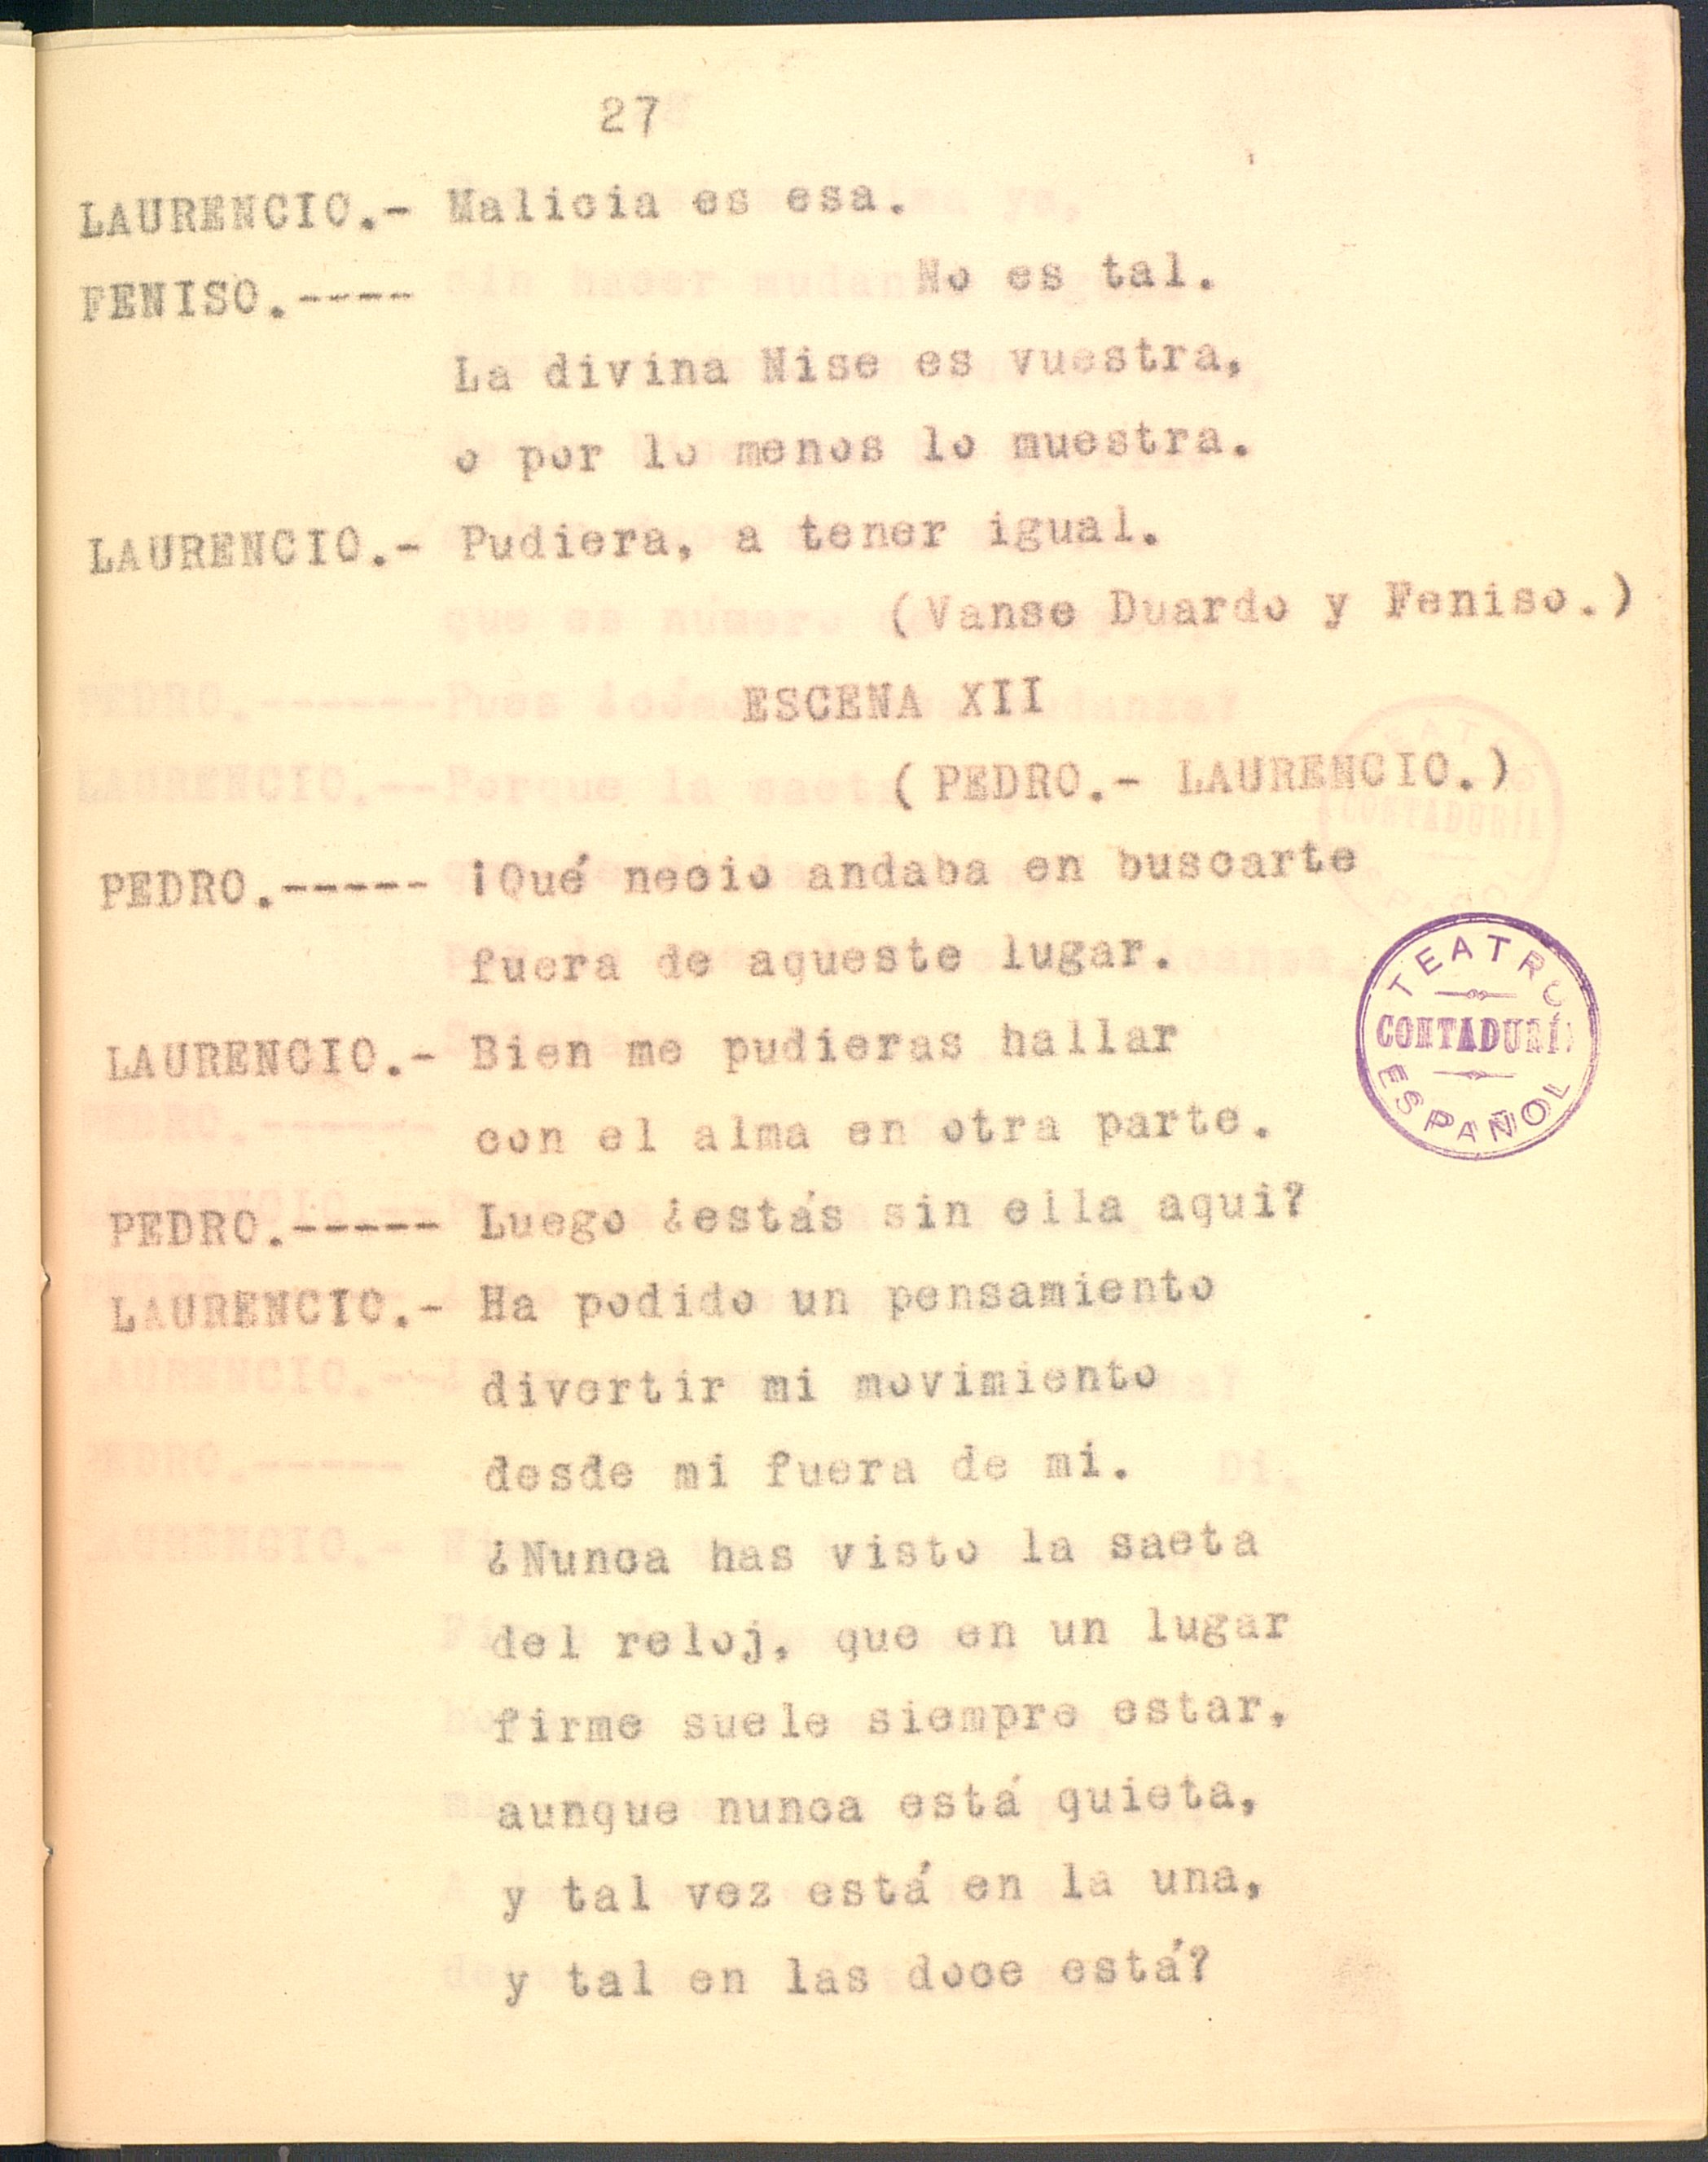 27
LAURENCIO.- Malicia es esa.
FENISO.---- No es tal.
La divina Nise es vuestra,
o por lo menos lo muestra.
LAURENCIO.- Pudiera, a tener igual.
(Vanse Duardo y Feniso.)
ESCENA XII
(PEDRO.- LAURENCIO.)
PEDRO.----- ¡Qué necio andaba en buscarte
fuera de aqueste lugar.
LAURENCIO.- Bien me pudieras hallar
con el alma en otra parte.
PEDRO.----- Luego ¿estás sin ella aqui?
LAURENCIO.- Ha podido un pensamiento
divertir mi movimiento
desde mi fuera de mí.
¿Nunca has visto la saeta
del reloj, que en un lugar
firme suele siempre estar,
aunque nunca está quieta,
y tal vez está en la una,
y tal en las doce está?
TEATRO
CONTADURÍA
ESPAÑOL